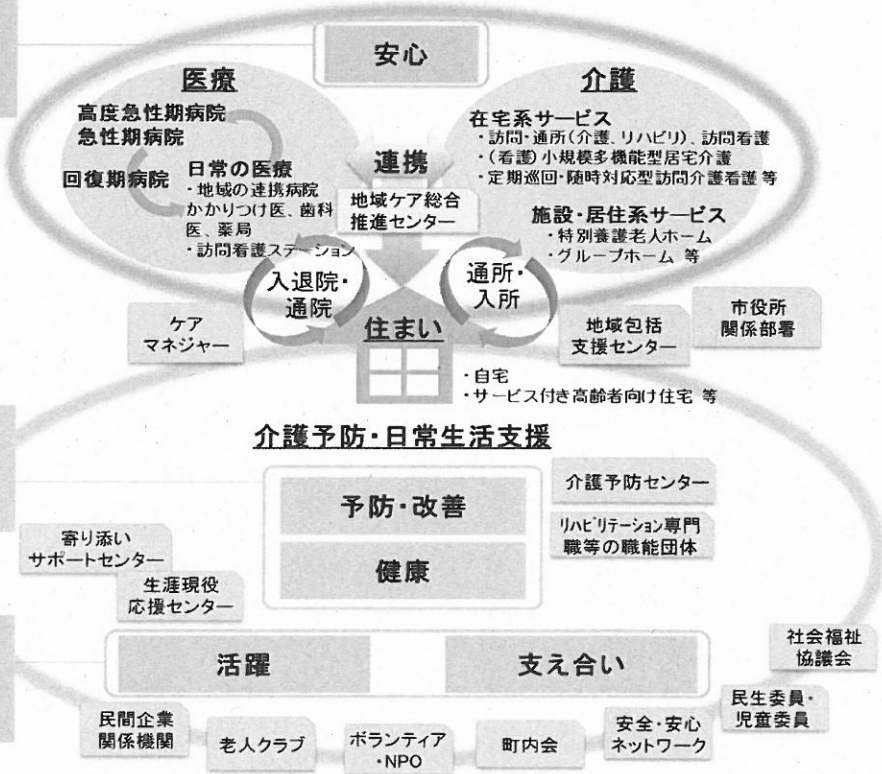 安心
医療
高度急性期病院
急性期病院
回復期病院
日常の医療
・地域の連携病院
かかりつけ医、歯科
医、薬局
・訪問看護ステーション
連携
地域ケア総合
推進センター
介護
在宅系サービス
・訪問・通所(介護、リハビリ)、訪問看護
・(看護)小規模多機能型居宅介護
・定期巡回・随時対応型訪問介護看護 等
施設・居住系サービス
・特別養護老人ホーム
・グループホーム 等
入退院・
通院
通所・
入所
ケア
マネジャー
住まい
地域包括
支援センター
市役所
関係部署
・自宅
・サービス付き高齢者向け住宅 等
介護予防・日常生活支援
予防・改善
健康
介護予防センター
リハビリテーション専門
職等の職能団体
寄り添い
サポートセンター
生涯現役
応援センター
活躍
支え合い
社会福祉
協議会
民生委員・
児童委員
民間企業
関係機関
老人クラブ
ボランティア
・NPO
町内会
安全・安心
ネットワーク